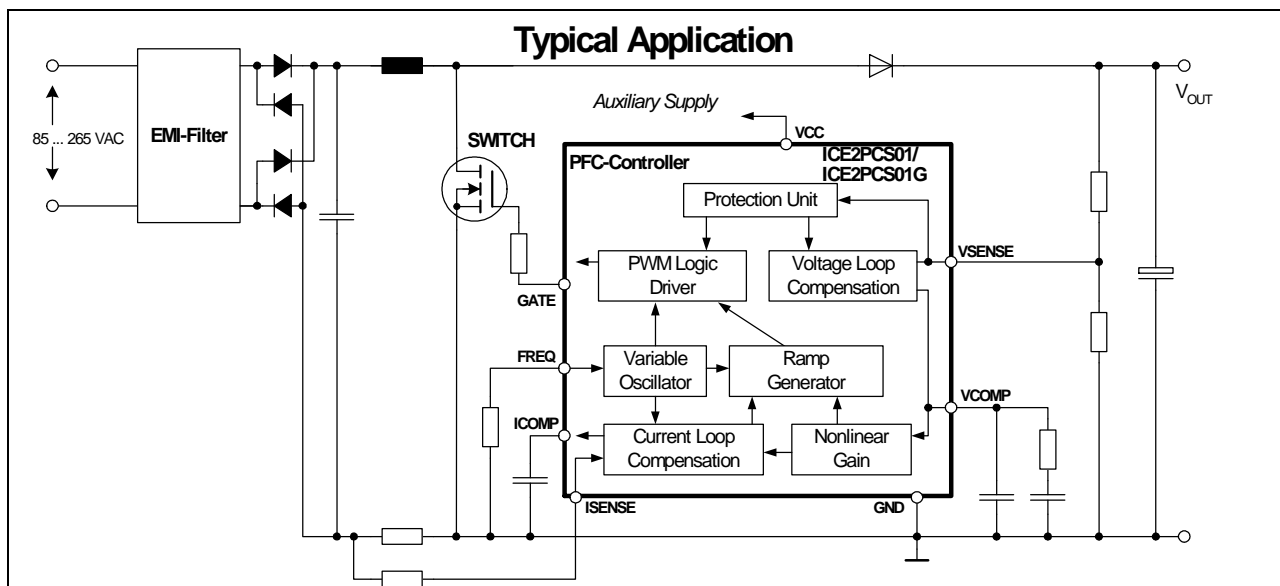 Typical Application
Auxiliary Supply
V_OUT
85 ... 265 VAC
EMI-Filter
SWITCH
VCC
PFC-Controller
ICE2PCS01/
ICE2PCS01G
Protection Unit
PWM Logic
Driver
Voltage Loop
Compensation
VSENSE
GATE
FREQ
Variable
Oscillator
Ramp
Generator
VCOMP
ICOMP
Current Loop
Compensation
Nonlinear
Gain
ISENSE
GND